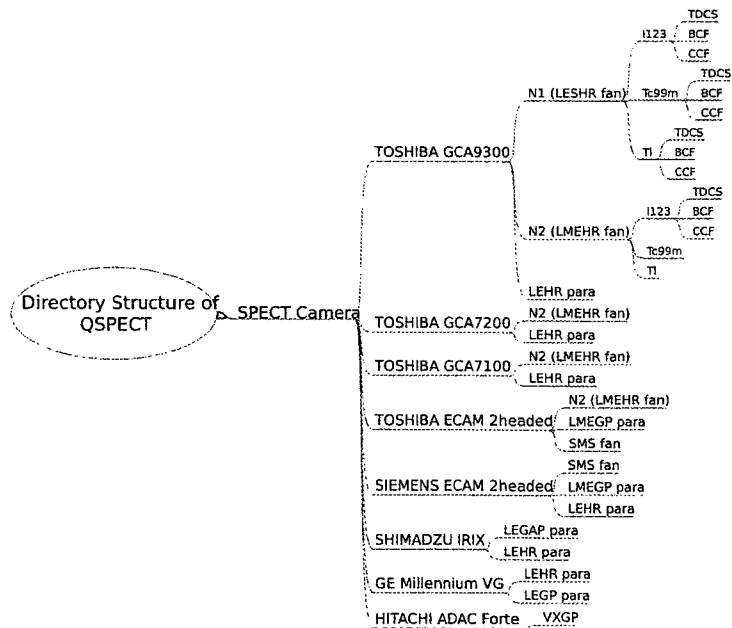 Directory Structure of
QSPECT
SPECT Camera
TOSHIBA GCA9300
N1 (LESHR fan)
I123
TDCS
BCF
CCF
Tc99m
TDCS
BCF
CCF
Tl
TDCS
BCF
CCF
N2 (LMEHR fan)
I123
TDCS
BCF
CCF
Tc99m
Tl
LEHR para
TOSHIBA GCA7200
N2 (LMEHR fan)
LEHR para
TOSHIBA GCA7100
N2 (LMEHR fan)
LEHR para
TOSHIBA ECAM 2headed
N2 (LMEHR fan)
LMEGP para
SMS fan
SIEMENS ECAM 2headed
SMS fan
LMEGP para
LEHR para
SHIMADZU IRIX
LEGAP para
LEHR para
GE Millennium VG
LEHR para
LEGP para
HITACHI ADAC Forte
VXGP